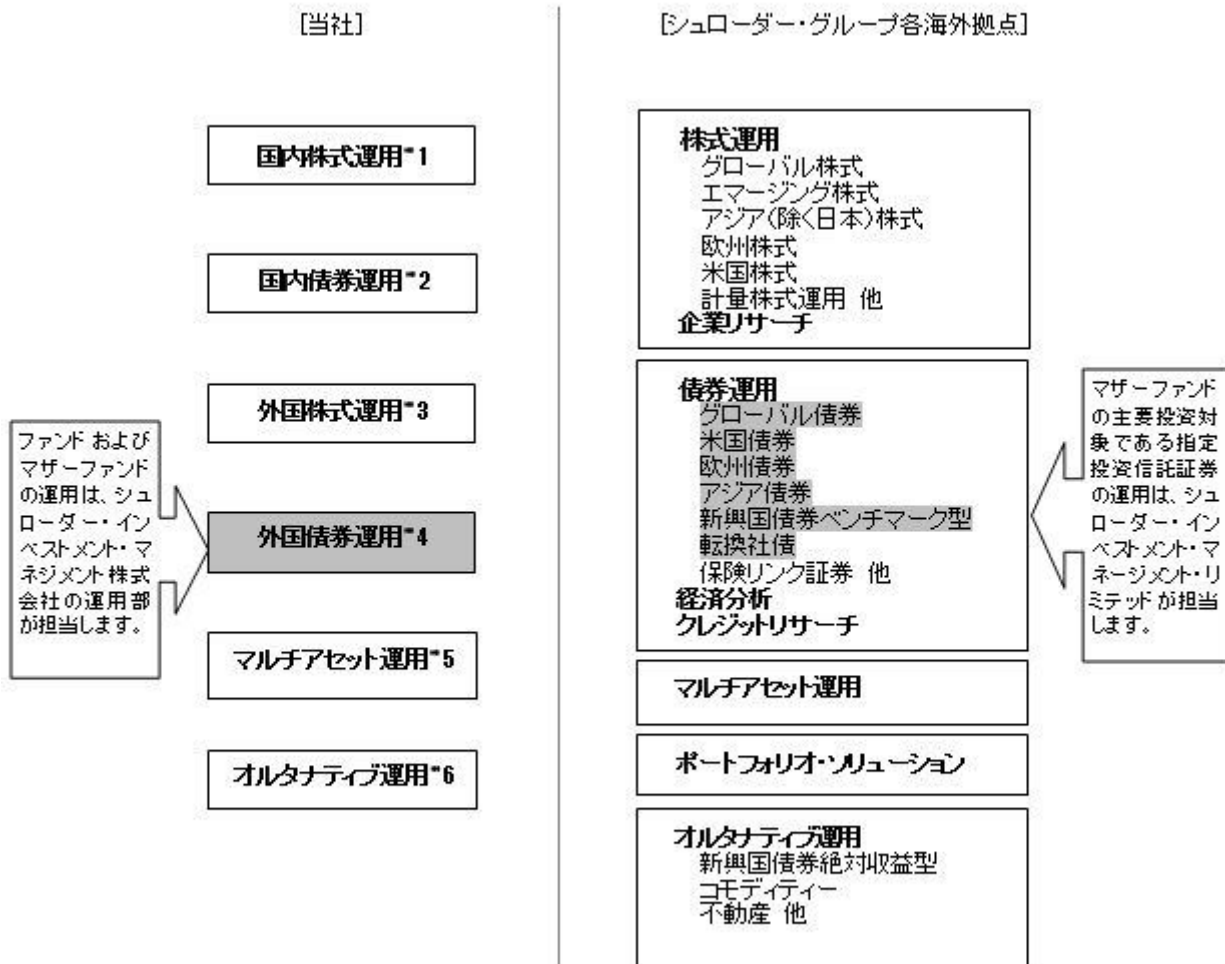 [当社]
[シュローダー・グループ各海外拠点]
国内株式運用*1
国内債券運用*2
外国株式運用*3
ファンドおよび
マザーファンド
の運用は、シュ
ローダー・イン
ベストメント・マ
ネジメント株式
会社の運用部
が担当します。
外国債券運用*4
マルチアセット運用*5
オルタナティブ運用*6
株式運用
グローバル株式
エマージング株式
アジア(除く日本)株式
欧州株式
米国株式
計量株式運用 他
企業リサーチ
債券運用
グローバル債券
米国債券
欧州債券
アジア債券
新興国債券ベンチマーク型
転換社債
保険リンク証券 他
経済分析
クレジットリサーチ
マザーファンド
の主要投資対
象である指定
投資信託証券
の運用は、シュ
ローダー・イン
ベストメント・マ
ネージメント・リ
ミテッドが担当
します。
マルチアセット運用
ポートフォリオ・ソリューション
オルタナティブ運用
新興国債券絶対収益型
コモディティー
不動産 他